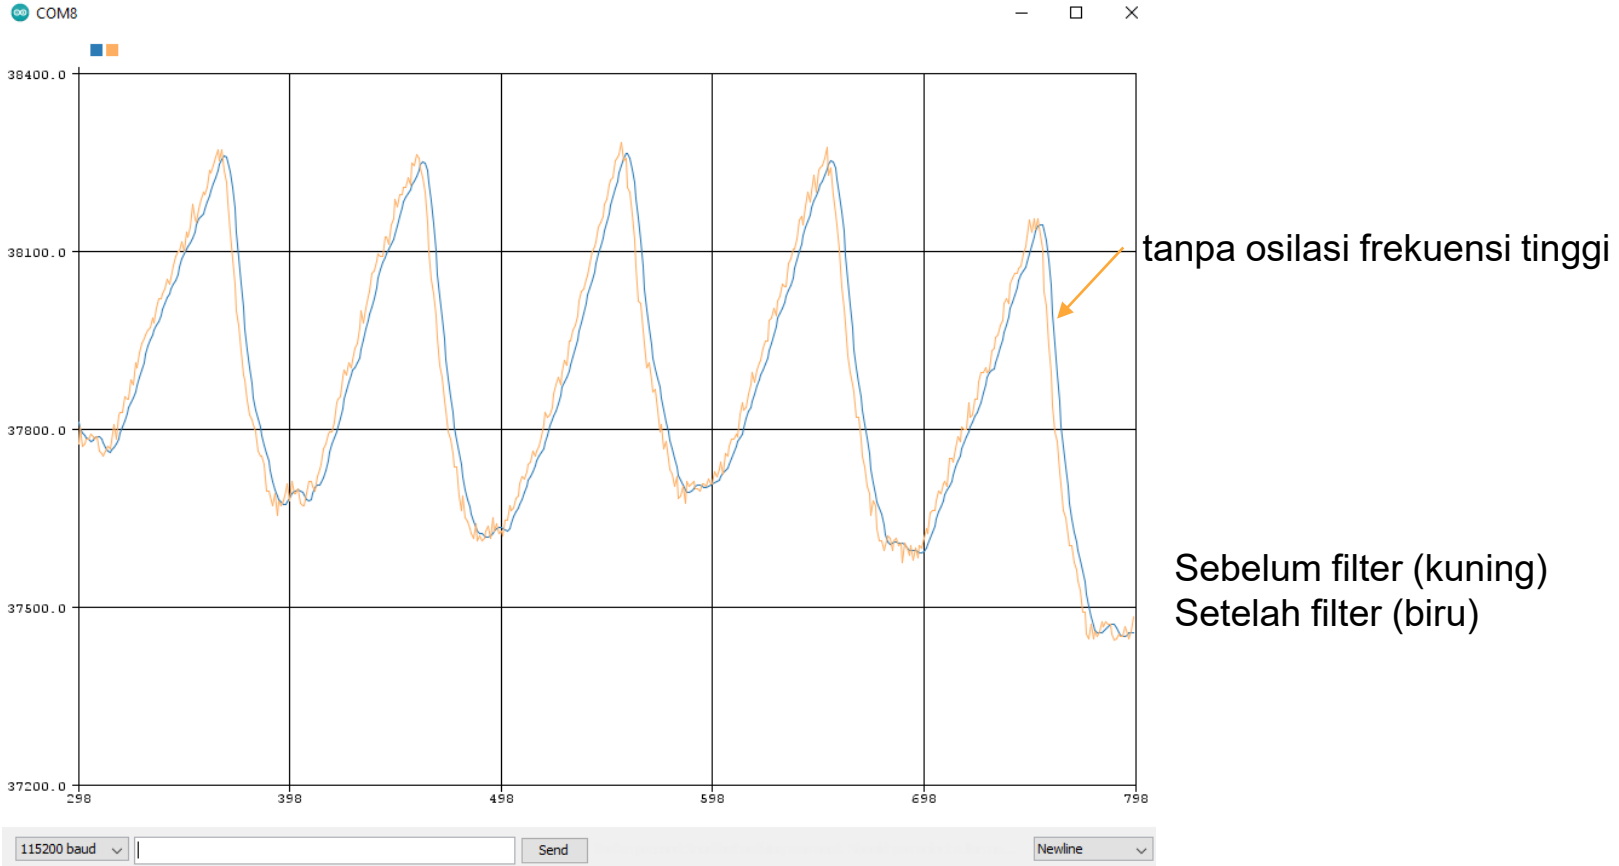 COM8
38400.0
38100.0
37800.0
37500.0
37200.0
298 398 498 598 698 798
tanpa osilasi frekuensi tinggi
Sebelum filter (kuning)
Setelah filter (biru)
115200 baud Send Newline